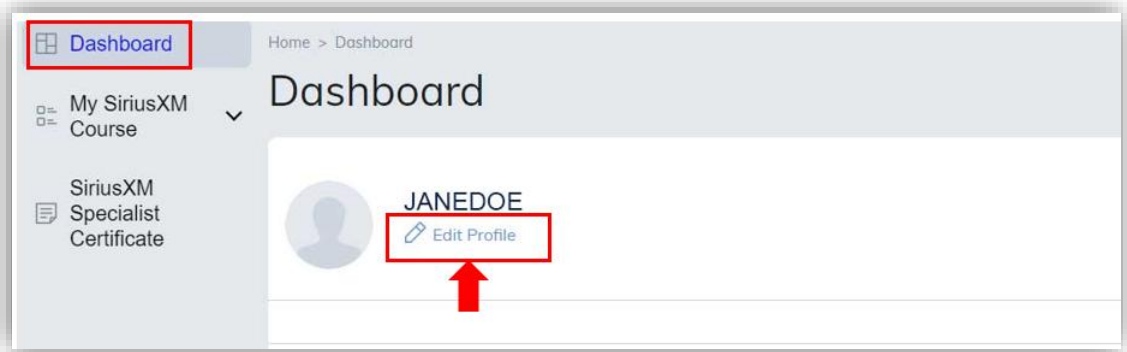 Dashboard
My SiriusXM
Course
SiriusXM
Specialist
Certificate
Home > Dashboard
Dashboard
JANEDOE
Edit Profile